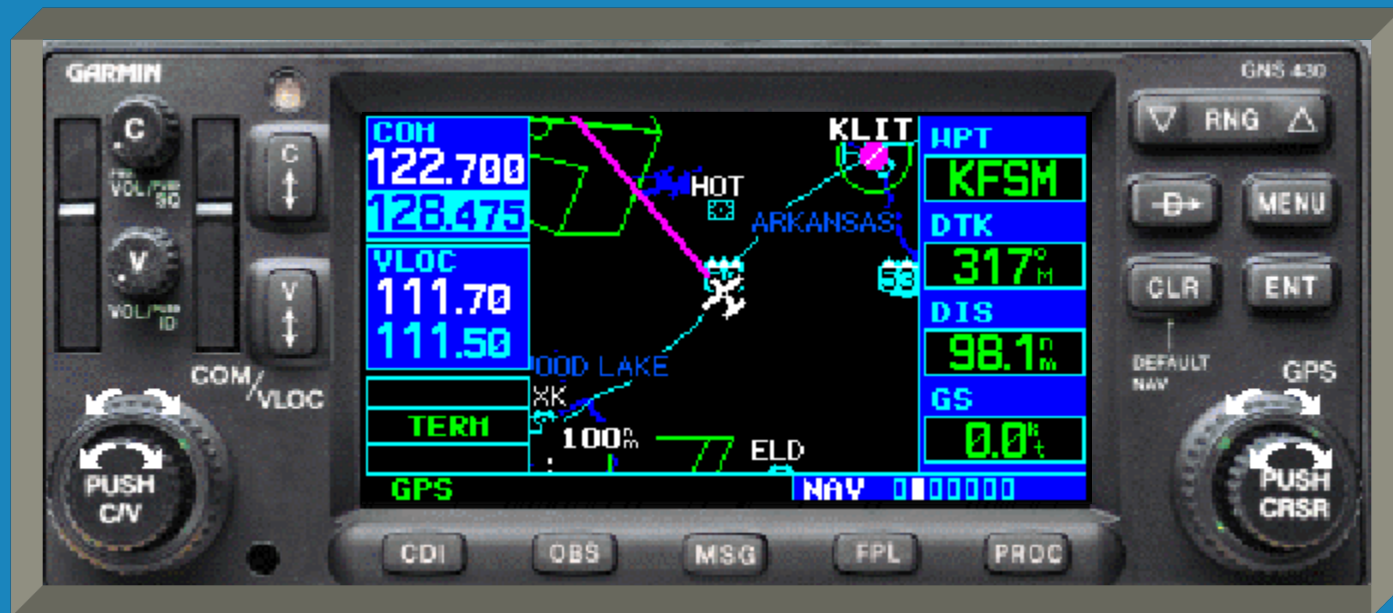 GARMIN
GNS 430
C
VOL/PUSH SQ
V
VOL/PUSH ID
C
V
COM/VLOC
PUSH C/V
COM
122.700
128.475
VLOC
111.70
111.50
TERM
GPS
KLIT
HOT
ARKANSAS
53
OOD LAKE
XK
100nm
ELD
NAV
WPT
KFSM
DTK
317°M
DIS
98.1nm
GS
0.0kt
RNG
D
MENU
CLR
ENT
DEFAULT NAV
GPS
PUSH CRSR
CDI
OBS
MSG
FPL
PROC